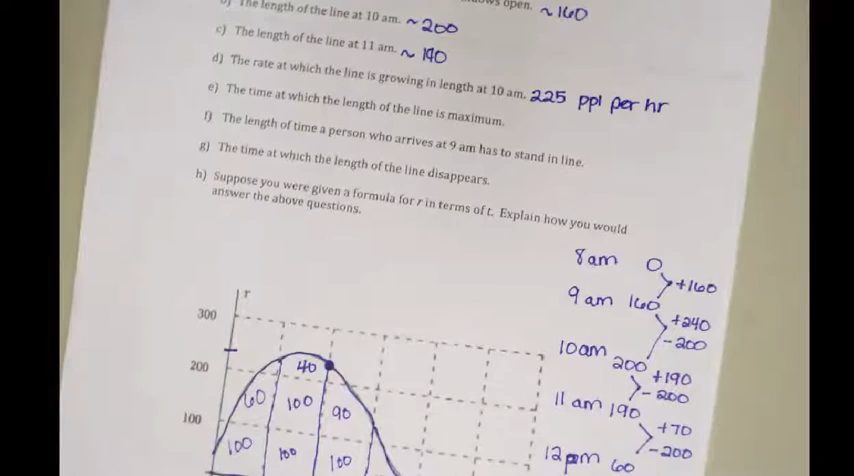 open. ~160
The length of the line at 10 am. ~200
c) The length of the line at 11 am. ~190
d) The rate at which the line is growing in length at 10 am. 225 ppl per hr
e) The time at which the length of the line is maximum.
f) The length of time a person who arrives at 9 am has to stand in line.
g) The time at which the length of the line disappears.
h) Suppose you were given a formula for r in terms of t. Explain how you would
answer the above questions.
8am 0
+160
9am 160
+240
-200
10am 200
+190
-200
11am 190
+70
-200
12pm 60
r
300
200
100
40
60 100 90
100 100 100